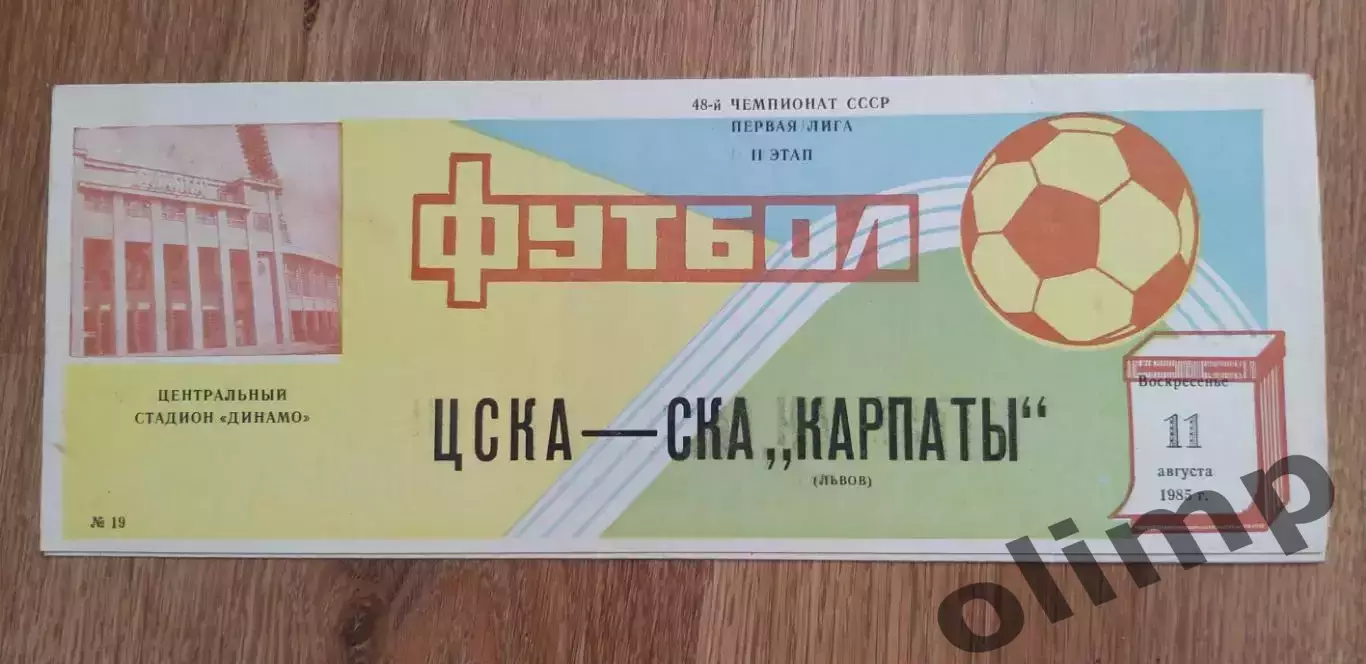 48-й ЧЕМПИОНАТ СССР
ПЕРВАЯ ЛИГА
II ЭТАП
ФУТБОЛ
ЦЕНТРАЛЬНЫЙ
СТАДИОН «ДИНАМО»
ЦСКА — СКА „КАРПАТЫ“
(ЛЬВОВ)
Воскресенье
11
августа
1985 г.
№ 19
olimp